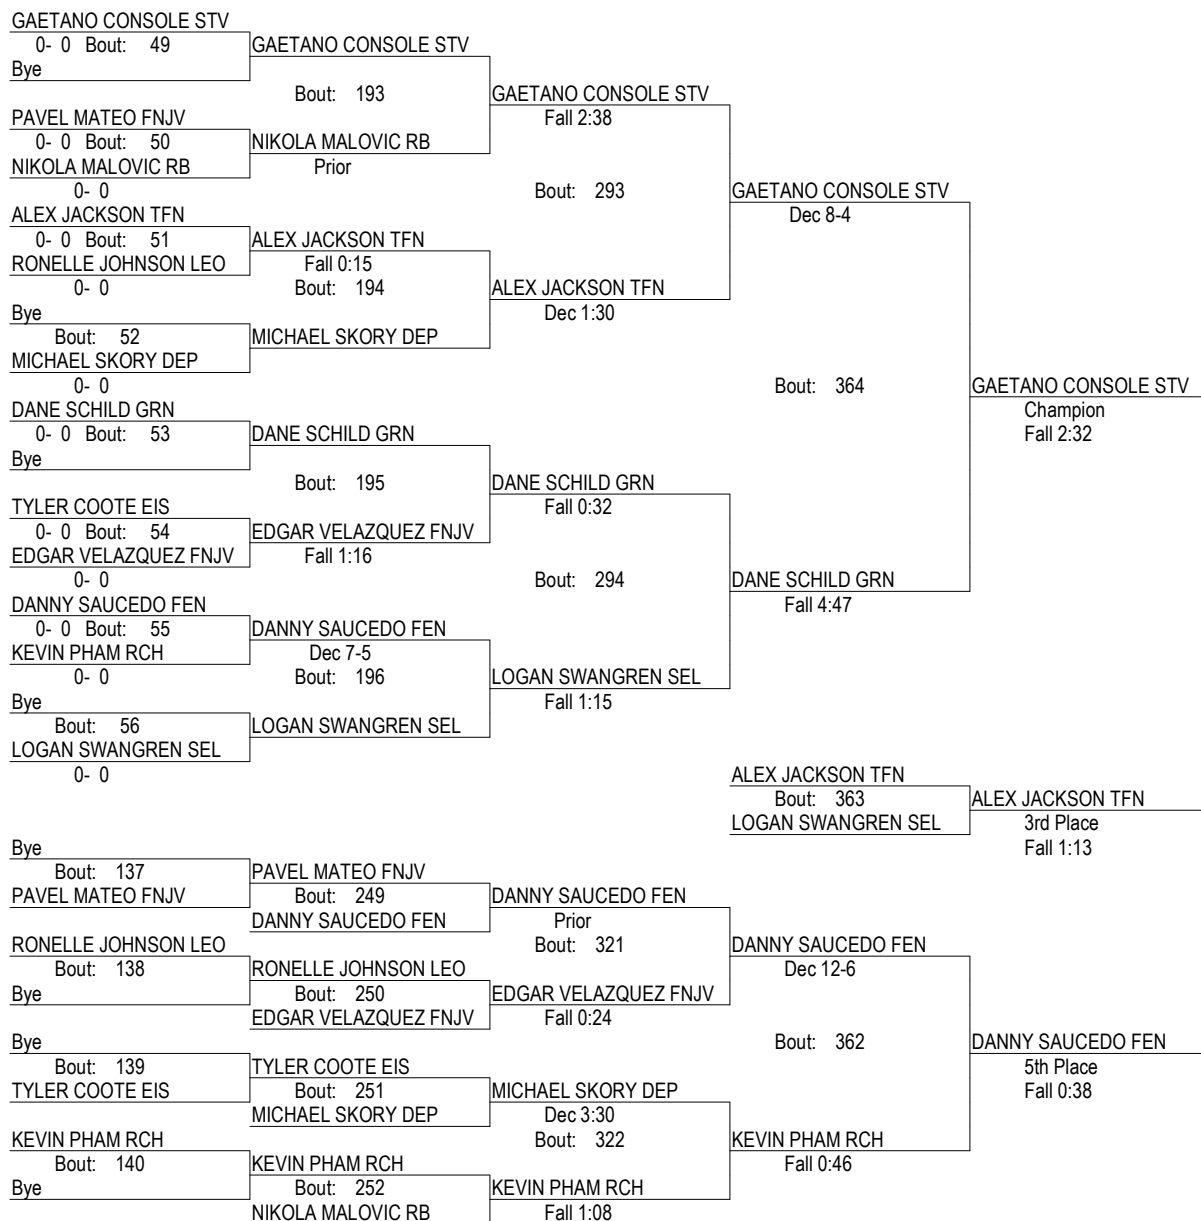 GAETANO CONSOLE STV
0- 0 Bout: 49
Bye
GAETANO CONSOLE STV
Bout: 193
PAVEL MATEO FNJV
0- 0 Bout: 50
NIKOLA MALOVIC RB
0- 0
NIKOLA MALOVIC RB
Prior
GAETANO CONSOLE STV
Fall 2:38
Bout: 293
ALEX JACKSON TFN
0- 0 Bout: 51
RONELLE JOHNSON LEO
0- 0
ALEX JACKSON TFN
Fall 0:15
Bout: 194
Bye
Bout: 52
MICHAEL SKORY DEP
0- 0
MICHAEL SKORY DEP
ALEX JACKSON TFN
Dec 1:30
GAETANO CONSOLE STV
Dec 8-4
Bout: 364
DANE SCHILD GRN
0- 0 Bout: 53
Bye
DANE SCHILD GRN
Bout: 195
TYLER COOTE EIS
0- 0 Bout: 54
EDGAR VELAZQUEZ FNJV
0- 0
EDGAR VELAZQUEZ FNJV
Fall 1:16
DANE SCHILD GRN
Fall 0:32
Bout: 294
DANNY SAUCEDO FEN
0- 0 Bout: 55
KEVIN PHAM RCH
0- 0
DANNY SAUCEDO FEN
Dec 7-5
Bout: 196
Bye
Bout: 56
LOGAN SWANGREN SEL
0- 0
LOGAN SWANGREN SEL
LOGAN SWANGREN SEL
Fall 1:15
DANE SCHILD GRN
Fall 4:47
GAETANO CONSOLE STV
Champion
Fall 2:32
ALEX JACKSON TFN
Bout: 363
LOGAN SWANGREN SEL
ALEX JACKSON TFN
3rd Place
Fall 1:13
Bye
Bout: 137
PAVEL MATEO FNJV
PAVEL MATEO FNJV
Bout: 249
DANNY SAUCEDO FEN
DANNY SAUCEDO FEN
Prior
Bout: 321
RONELLE JOHNSON LEO
Bout: 138
Bye
RONELLE JOHNSON LEO
Bout: 250
EDGAR VELAZQUEZ FNJV
EDGAR VELAZQUEZ FNJV
Fall 0:24
DANNY SAUCEDO FEN
Dec 12-6
Bout: 362
Bye
Bout: 139
TYLER COOTE EIS
TYLER COOTE EIS
Bout: 251
MICHAEL SKORY DEP
MICHAEL SKORY DEP
Dec 3:30
Bout: 322
KEVIN PHAM RCH
Bout: 140
Bye
KEVIN PHAM RCH
Bout: 252
NIKOLA MALOVIC RB
KEVIN PHAM RCH
Fall 1:08
KEVIN PHAM RCH
Fall 0:46
DANNY SAUCEDO FEN
5th Place
Fall 0:38